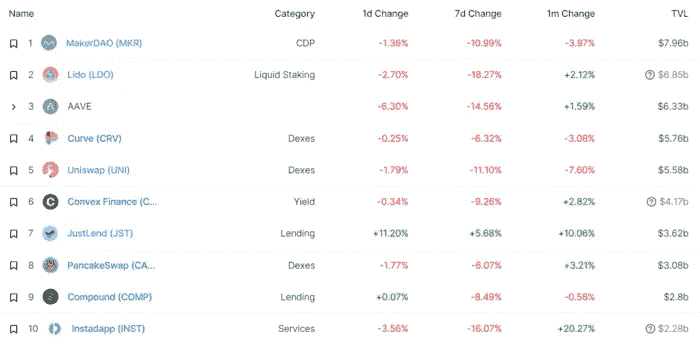 Name Category 1d Change 7d Change 1m Change TVL
1 MakerDAO (MKR) CDP -1.36% -10.99% -3.97% $7.96b
2 Lido (LDO) Liquid Staking -2.70% -18.27% +2.12% $6.85b
3 AAVE -6.30% -14.56% +1.59% $6.33b
4 Curve (CRV) Dexes -0.25% -6.32% -3.08% $5.76b
5 Uniswap (UNI) Dexes -1.79% -11.10% -7.60% $5.58b
6 Convex Finance (C... Yield -0.34% -9.26% +2.82% $4.17b
7 JustLend (JST) Lending +11.20% +5.68% +10.06% $3.62b
8 PancakeSwap (CA... Dexes -1.77% -6.07% +3.21% $3.08b
9 Compound (COMP) Lending +0.07% -8.49% -0.56% $2.8b
10 Instadapp (INST) Services -3.56% -16.07% +20.27% $2.28b